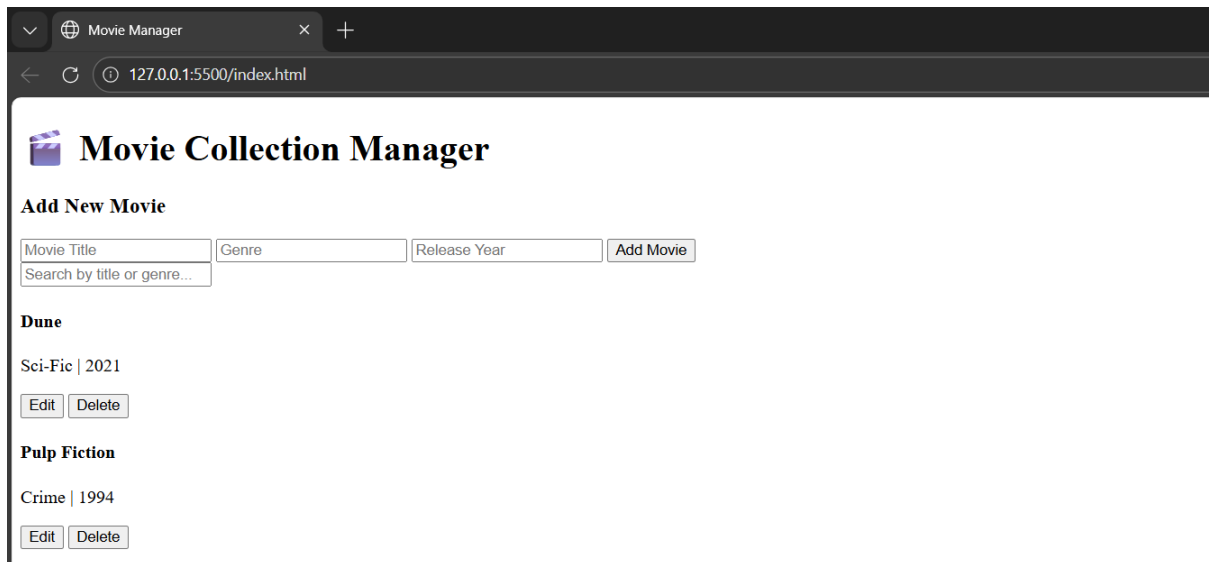 Movie Manager
127.0.0.1:5500/index.html
Movie Collection Manager
Add New Movie
Movie Title Genre Release Year Add Movie
Search by title or genre...
Dune
Sci-Fic | 2021
Edit Delete
Pulp Fiction
Crime | 1994
Edit Delete